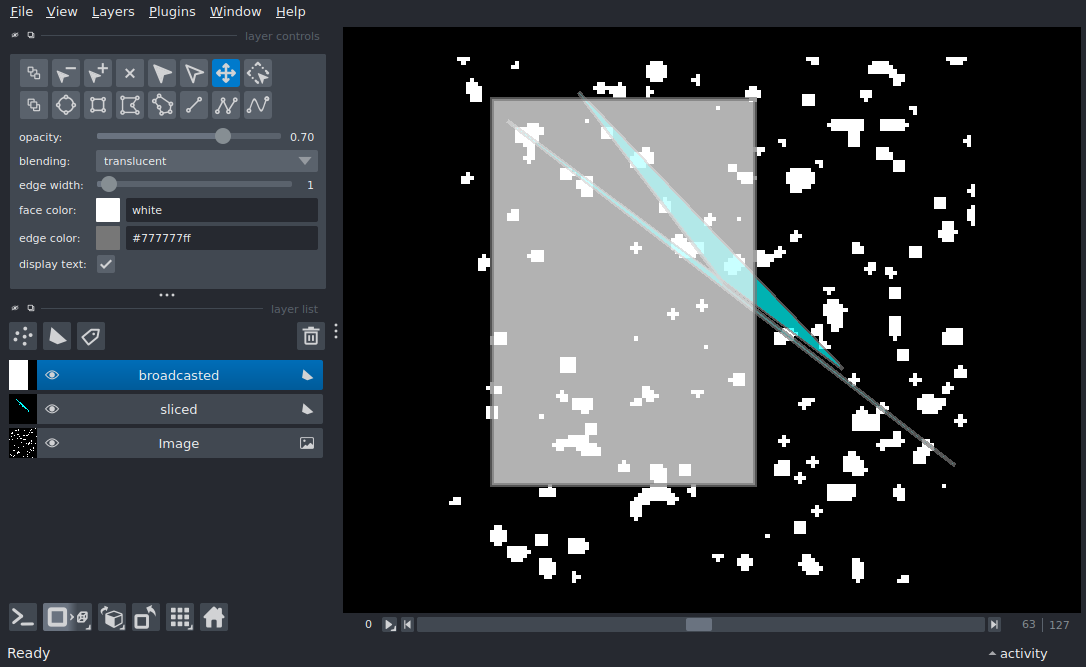 File View Layers Plugins Window Help
layer controls
opacity: 0.70
blending: translucent
edge width: 1
face color: white
edge color: #777777ff
display text:
layer list
broadcasted
sliced
Image
0 63 127
Ready activity